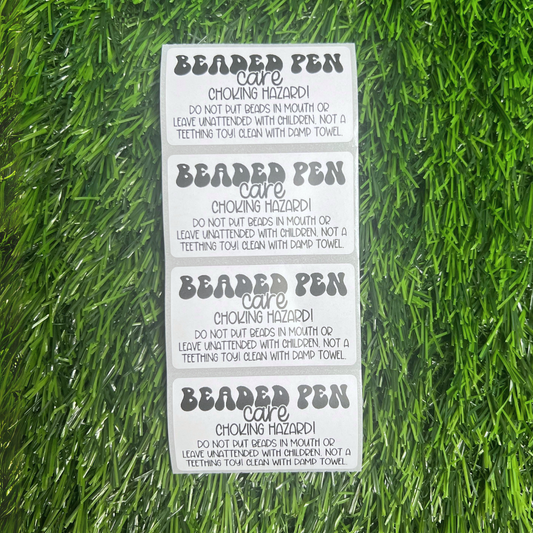 BEADED PEN
care
CHOKING HAZARD!
DO NOT PUT BEADS IN MOUTH OR
LEAVE UNATTENDED WITH CHILDREN. NOT A
TEETHING TOY! CLEAN WITH DAMP TOWEL.
BEADED PEN
care
CHOKING HAZARD!
DO NOT PUT BEADS IN MOUTH OR
LEAVE UNATTENDED WITH CHILDREN. NOT A
TEETHING TOY! CLEAN WITH DAMP TOWEL.
BEADED PEN
care
CHOKING HAZARD!
DO NOT PUT BEADS IN MOUTH OR
LEAVE UNATTENDED WITH CHILDREN. NOT A
TEETHING TOY! CLEAN WITH DAMP TOWEL.
BEADED PEN
care
CHOKING HAZARD!
DO NOT PUT BEADS IN MOUTH OR
LEAVE UNATTENDED WITH CHILDREN. NOT A
TEETHING TOY! CLEAN WITH DAMP TOWEL.